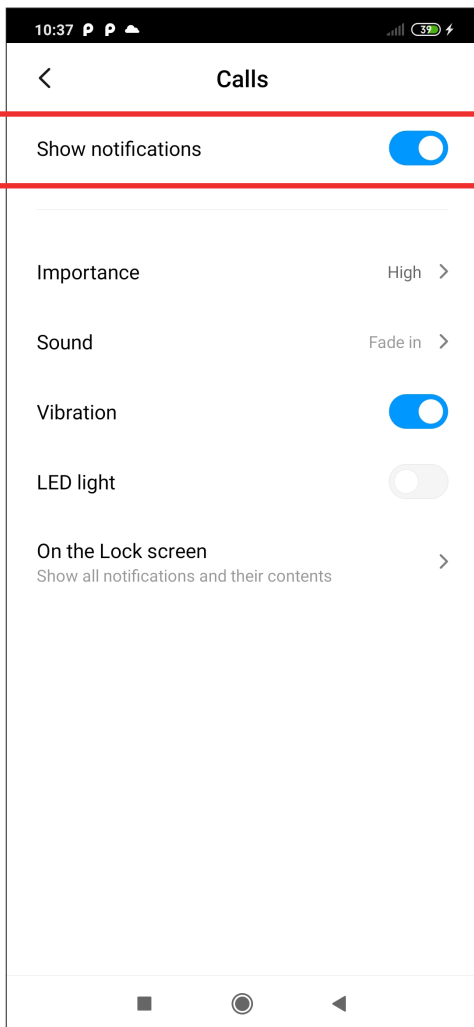 10:37
39
Calls
Show notifications
Importance
High
Sound
Fade in
Vibration
LED light
On the Lock screen
Show all notifications and their contents